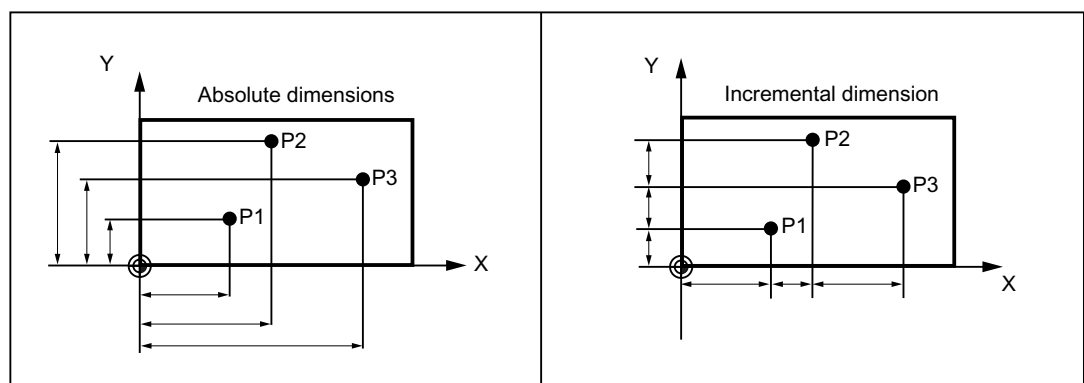 Y
Absolute dimensions
P2
P3
P1
X
Y
Incremental dimension
P2
P3
P1
X